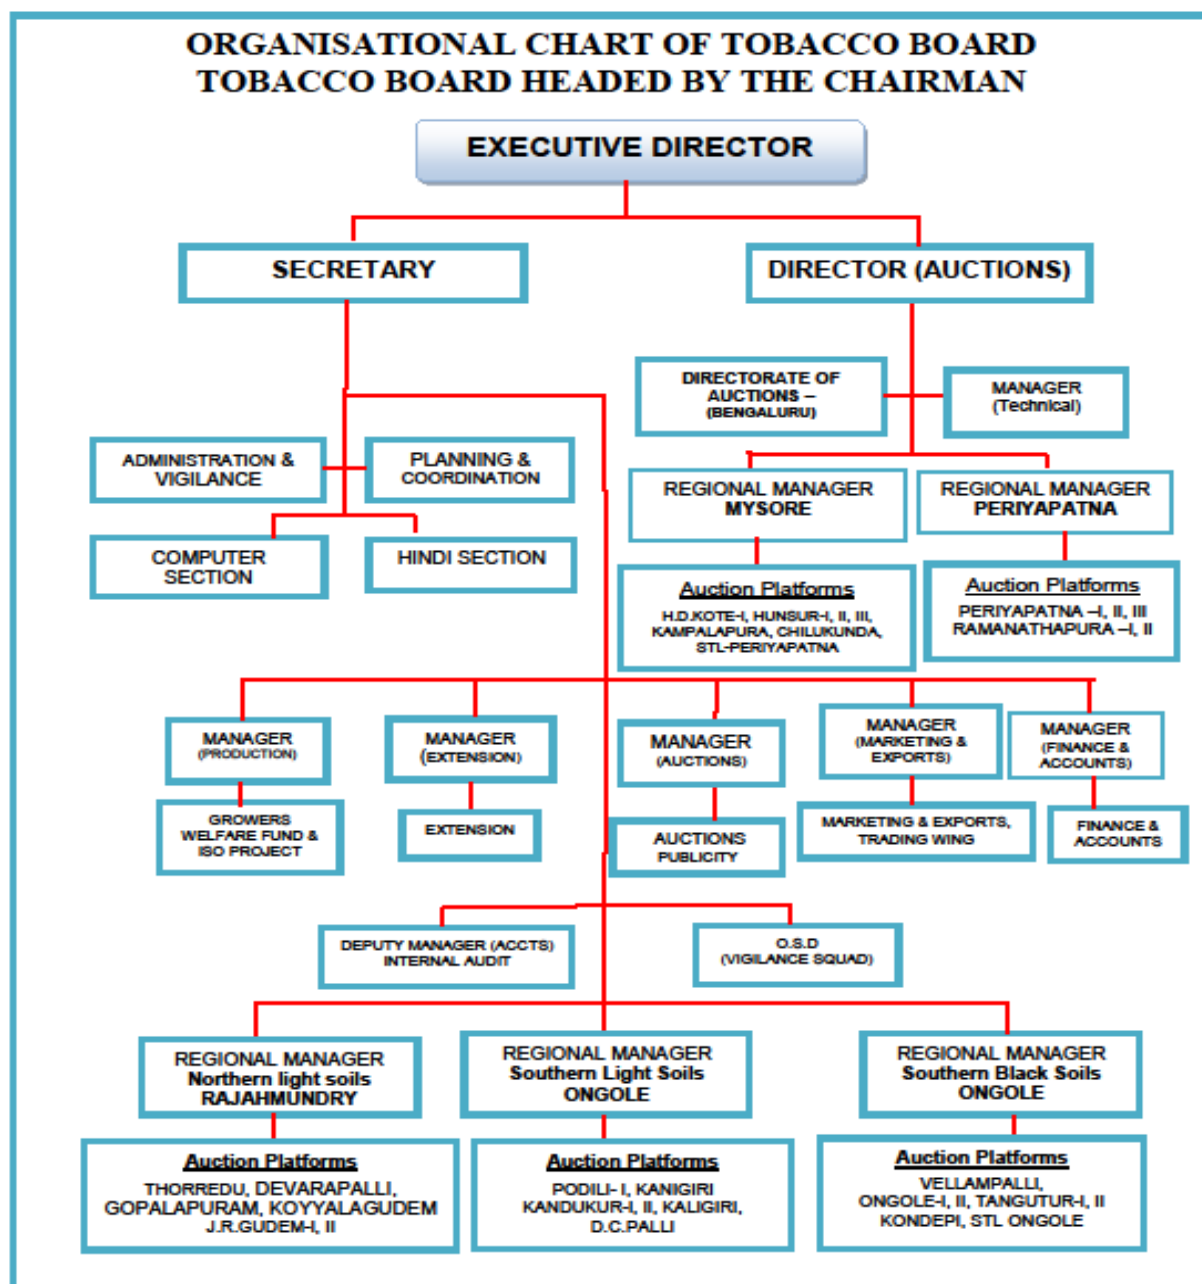 ORGANISATIONAL CHART OF TOBACCO BOARD
TOBACCO BOARD HEADED BY THE CHAIRMAN
EXECUTIVE DIRECTOR
SECRETARY
DIRECTOR (AUCTIONS)
DIRECTORATE OF
AUCTIONS –
(BENGALURU)
MANAGER
(Technical)
ADMINISTRATION &
VIGILANCE
PLANNING &
COORDINATION
REGIONAL MANAGER
MYSORE
REGIONAL MANAGER
PERIYAPATNA
COMPUTER
SECTION
HINDI SECTION
Auction Platforms
H.D.KOTE-I, HUNSUR-I, II, III,
KAMPALAPURA, CHILUKUNDA,
STL-PERIYAPATNA
Auction Platforms
PERIYAPATNA –I, II, III
RAMANATHAPURA –I, II
MANAGER
(PRODUCTION)
MANAGER
(EXTENSION)
MANAGER
(AUCTIONS)
MANAGER
(MARKETING &
EXPORTS)
MANAGER
(FINANCE &
ACCOUNTS)
GROWERS
WELFARE FUND &
ISO PROJECT
EXTENSION
AUCTIONS
PUBLICITY
MARKETING & EXPORTS,
TRADING WING
FINANCE &
ACCOUNTS
DEPUTY MANAGER (ACCTS)
INTERNAL AUDIT
O.S.D
(VIGILANCE SQUAD)
REGIONAL MANAGER
Northern light soils
RAJAHMUNDRY
REGIONAL MANAGER
Southern Light Soils
ONGOLE
REGIONAL MANAGER
Southern Black Soils
ONGOLE
Auction Platforms
THORREDU, DEVARAPALLI,
GOPALAPURAM, KOYYALAGUDEM
J.R.GUDEM-I, II
Auction Platforms
PODILI- I, KANIGIRI
KANDUKUR-I, II, KALIGIRI,
D.C.PALLI
Auction Platforms
VELLAMPALLI,
ONGOLE-I, II, TANGUTUR-I, II
KONDEPI, STL ONGOLE